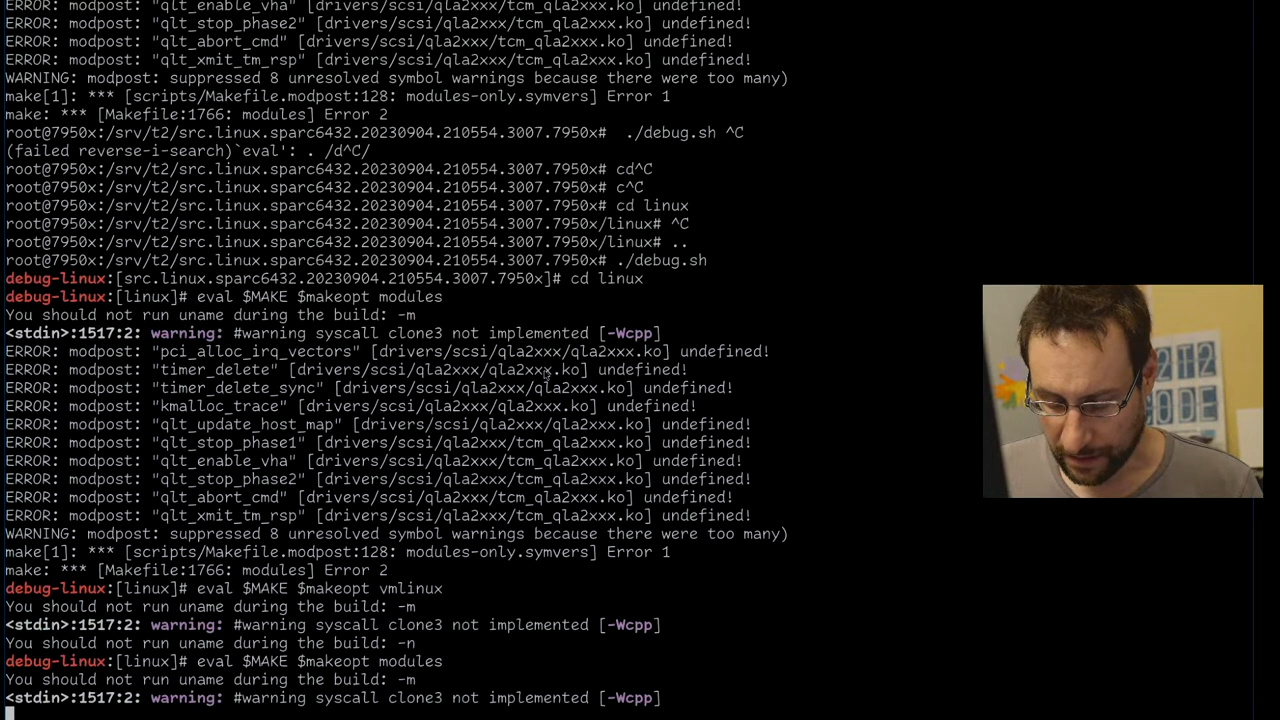 ERROR: modpost: "qlt_enable_vha" [drivers/scsi/qla2xxx/tcm_qla2xxx.ko] undefined!
ERROR: modpost: "qlt_stop_phase2" [drivers/scsi/qla2xxx/tcm_qla2xxx.ko] undefined!
ERROR: modpost: "qlt_abort_cmd" [drivers/scsi/qla2xxx/tcm_qla2xxx.ko] undefined!
ERROR: modpost: "qlt_xmit_tm_rsp" [drivers/scsi/qla2xxx/tcm_qla2xxx.ko] undefined!
WARNING: modpost: suppressed 8 unresolved symbol warnings because there were too many)
make[1]: *** [scripts/Makefile.modpost:128: modules-only.symvers] Error 1
make: *** [Makefile:1766: modules] Error 2
root@7950x:/srv/t2/src.linux.sparc6432.20230904.210554.3007.7950x#  ./debug.sh ^C
(failed reverse-i-search)`eval': . /d^C/
root@7950x:/srv/t2/src.linux.sparc6432.20230904.210554.3007.7950x# cd^C
root@7950x:/srv/t2/src.linux.sparc6432.20230904.210554.3007.7950x# c^C
root@7950x:/srv/t2/src.linux.sparc6432.20230904.210554.3007.7950x# cd linux
root@7950x:/srv/t2/src.linux.sparc6432.20230904.210554.3007.7950x/linux# ^C
root@7950x:/srv/t2/src.linux.sparc6432.20230904.210554.3007.7950x/linux# ..
root@7950x:/srv/t2/src.linux.sparc6432.20230904.210554.3007.7950x# ./debug.sh
debug-linux:[src.linux.sparc6432.20230904.210554.3007.7950x]# cd linux
debug-linux:[linux]# eval $MAKE $makeopt modules
You should not run uname during the build: -m
<stdin>:1517:2: warning: #warning syscall clone3 not implemented [-Wcpp]
ERROR: modpost: "pci_alloc_irq_vectors" [drivers/scsi/qla2xxx/qla2xxx.ko] undefined!
ERROR: modpost: "timer_delete" [drivers/scsi/qla2xxx/qla2xxx.ko] undefined!
ERROR: modpost: "timer_delete_sync" [drivers/scsi/qla2xxx/qla2xxx.ko] undefined!
ERROR: modpost: "kmalloc_trace" [drivers/scsi/qla2xxx/qla2xxx.ko] undefined!
ERROR: modpost: "qlt_update_host_map" [drivers/scsi/qla2xxx/qla2xxx.ko] undefined!
ERROR: modpost: "qlt_stop_phase1" [drivers/scsi/qla2xxx/tcm_qla2xxx.ko] undefined!
ERROR: modpost: "qlt_enable_vha" [drivers/scsi/qla2xxx/tcm_qla2xxx.ko] undefined!
ERROR: modpost: "qlt_stop_phase2" [drivers/scsi/qla2xxx/tcm_qla2xxx.ko] undefined!
ERROR: modpost: "qlt_abort_cmd" [drivers/scsi/qla2xxx/tcm_qla2xxx.ko] undefined!
ERROR: modpost: "qlt_xmit_tm_rsp" [drivers/scsi/qla2xxx/tcm_qla2xxx.ko] undefined!
WARNING: modpost: suppressed 8 unresolved symbol warnings because there were too many)
make[1]: *** [scripts/Makefile.modpost:128: modules-only.symvers] Error 1
make: *** [Makefile:1766: modules] Error 2
debug-linux:[linux]# eval $MAKE $makeopt vmlinux
You should not run uname during the build: -m
<stdin>:1517:2: warning: #warning syscall clone3 not implemented [-Wcpp]
You should not run uname during the build: -n
debug-linux:[linux]# eval $MAKE $makeopt modules
You should not run uname during the build: -m
<stdin>:1517:2: warning: #warning syscall clone3 not implemented [-Wcpp]
T2
CODE